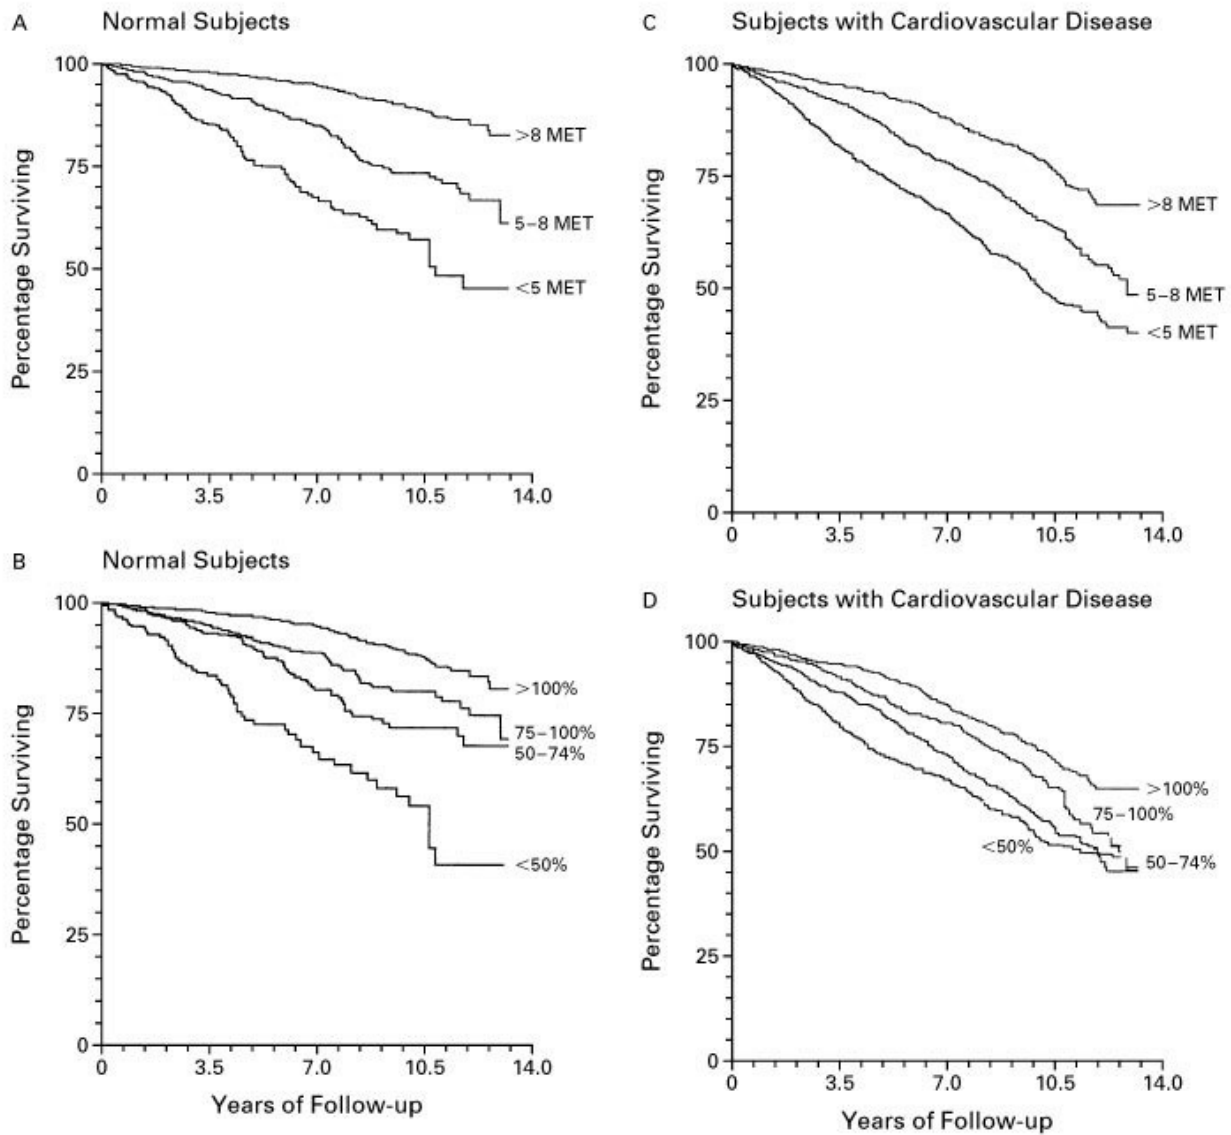 A Normal Subjects
Percentage Surviving
100
75
50
25
0
>8 MET
5–8 MET
<5 MET
0 3.5 7.0 10.5 14.0
B Normal Subjects
Percentage Surviving
100
75
50
25
0
>100%
75–100%
50–74%
<50%
0 3.5 7.0 10.5 14.0
Years of Follow-up
C Subjects with Cardiovascular Disease
Percentage Surviving
100
75
50
25
0
>8 MET
5–8 MET
<5 MET
0 3.5 7.0 10.5 14.0
D Subjects with Cardiovascular Disease
Percentage Surviving
100
75
50
25
0
>100%
75–100%
<50%
50–74%
0 3.5 7.0 10.5 14.0
Years of Follow-up